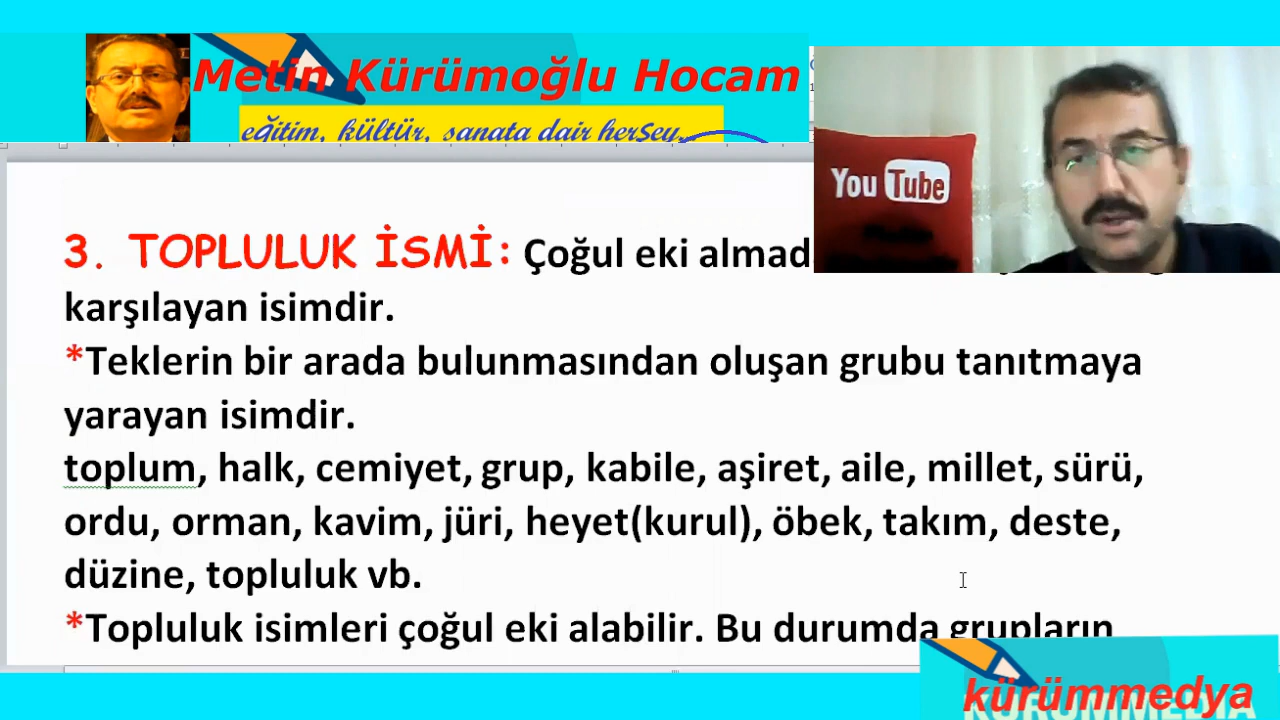 Metin Kürümoğlu Hocam
eğitim, kültür, sanata dair herşey..
You Tube
3. TOPLULUK İSMİ: Çoğul eki
karşılayan isimdir.
*Teklerin bir arada bulunmasından oluşan grubu tanıtmaya
yarayan isimdir.
toplum, halk, cemiyet, grup, kabile, aşiret, aile, millet, sürü,
ordu, orman, kavim, jüri, heyet(kurul), öbek, takım, deste,
düzine, topluluk vb.
*Topluluk isimleri çoğul eki alabilir. Bu durumda grupların
kürümmedya